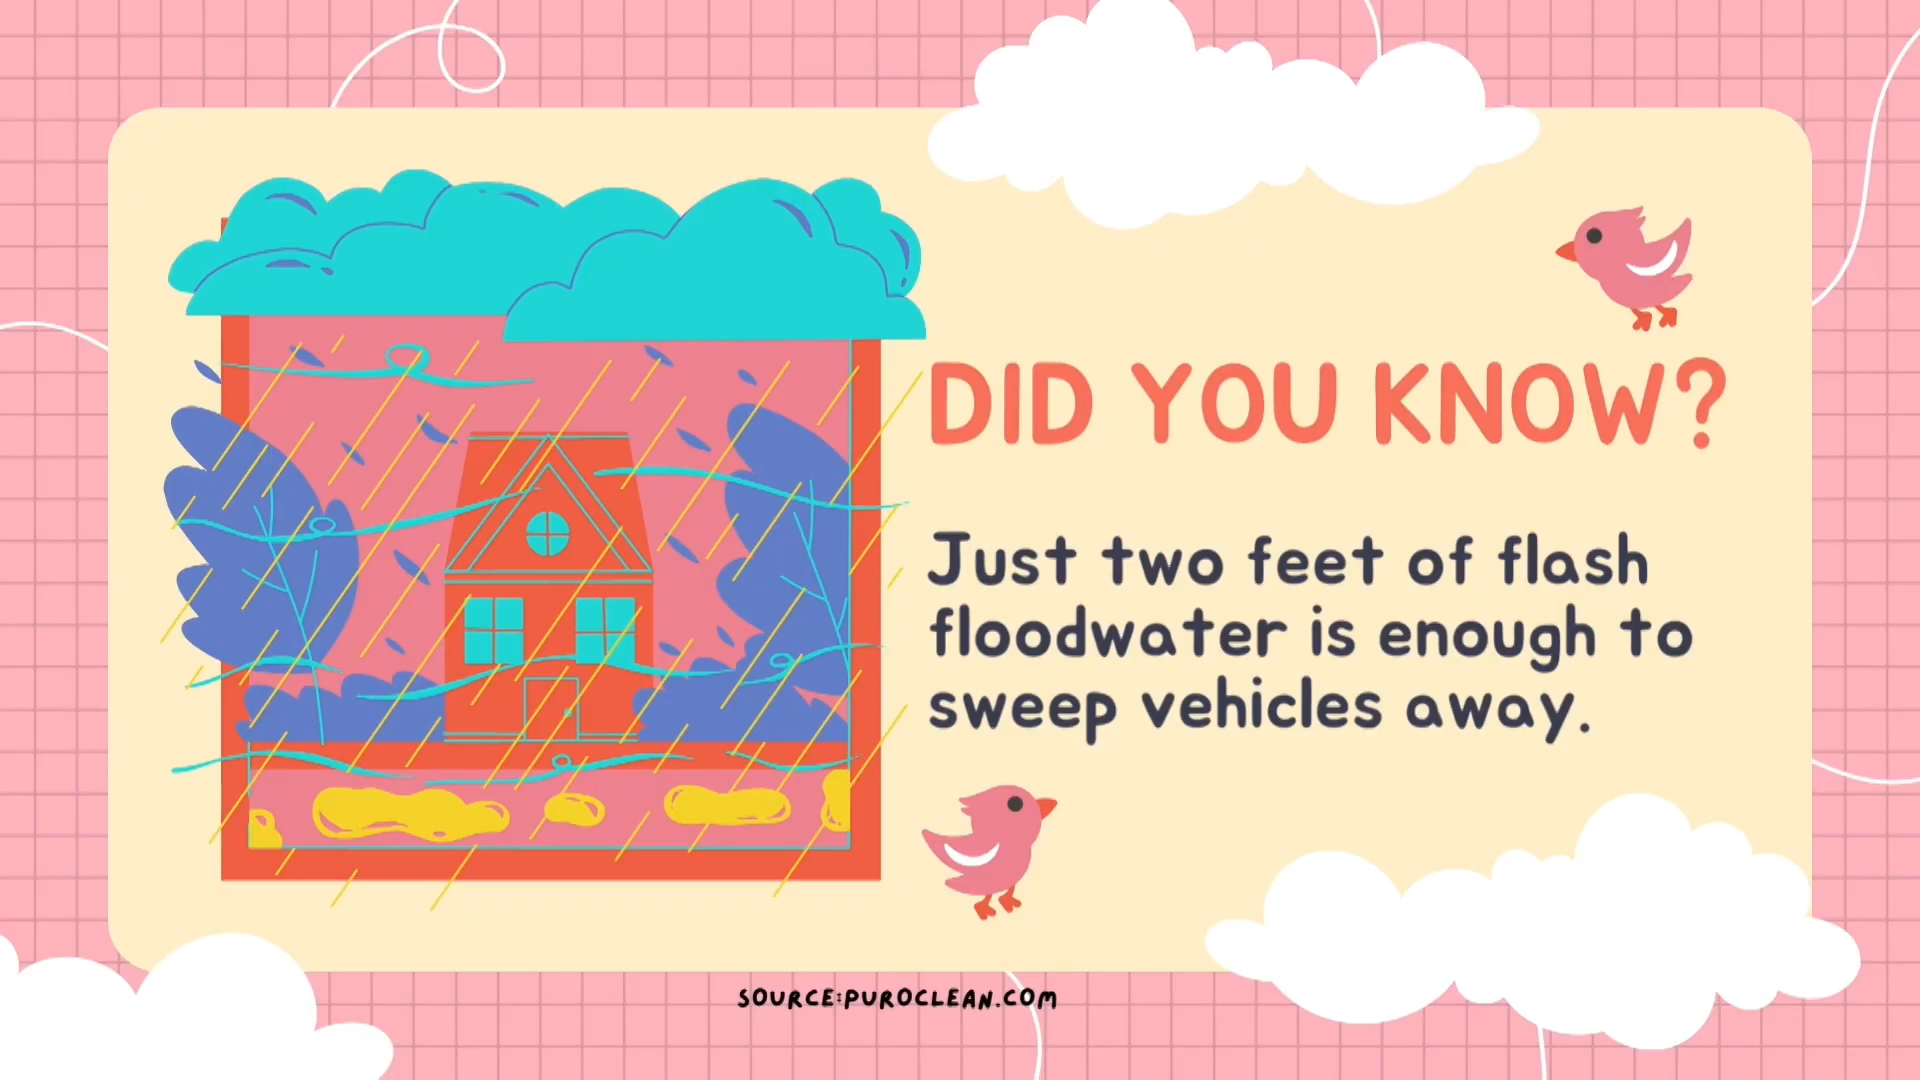 DID YOU KNOW?
Just two feet of flash
floodwater is enough to
sweep vehicles away.
SOURCE:PUROCLEAN.COM